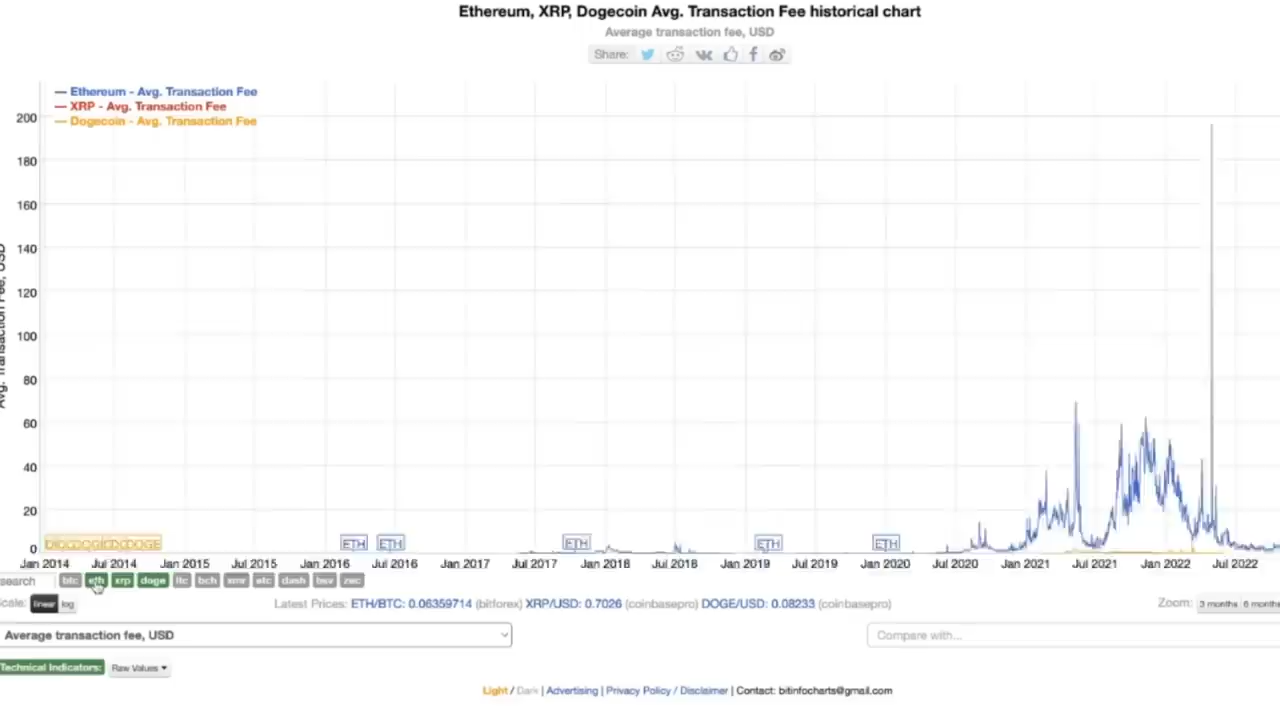 Ethereum, XRP, Dogecoin Avg. Transaction Fee historical chart
Average transaction fee, USD
Share:
Ethereum - Avg. Transaction Fee
XRP - Avg. Transaction Fee
Dogecoin - Avg. Transaction Fee
200
180
160
140
120
100
80
60
40
20
0
Avg. Transaction Fee, USD
ETH ETH ETH ETH ETH
Jan 2014 Jul 2014 Jan 2015 Jul 2015 Jan 2016 Jul 2016 Jan 2017 Jul 2017 Jan 2018 Jul 2018 Jan 2019 Jul 2019 Jan 2020 Jul 2020 Jan 2021 Jul 2021 Jan 2022 Jul 2022
search btc eth xrp doge ltc bch xmr etc dash bsv zec
cale: linear log Latest Prices: ETH/BTC: 0.06359714 (bitforex) XRP/USD: 0.7026 (coinbasepro) DOGE/USD: 0.08233 (coinbasepro) Zoom: 3 months 6 months
Average transaction fee, USD Compare with...
Technical Indicators: Raw Values
Light / Dark | Advertising | Privacy Policy / Disclaimer | Contact: bitinfocharts@gmail.com